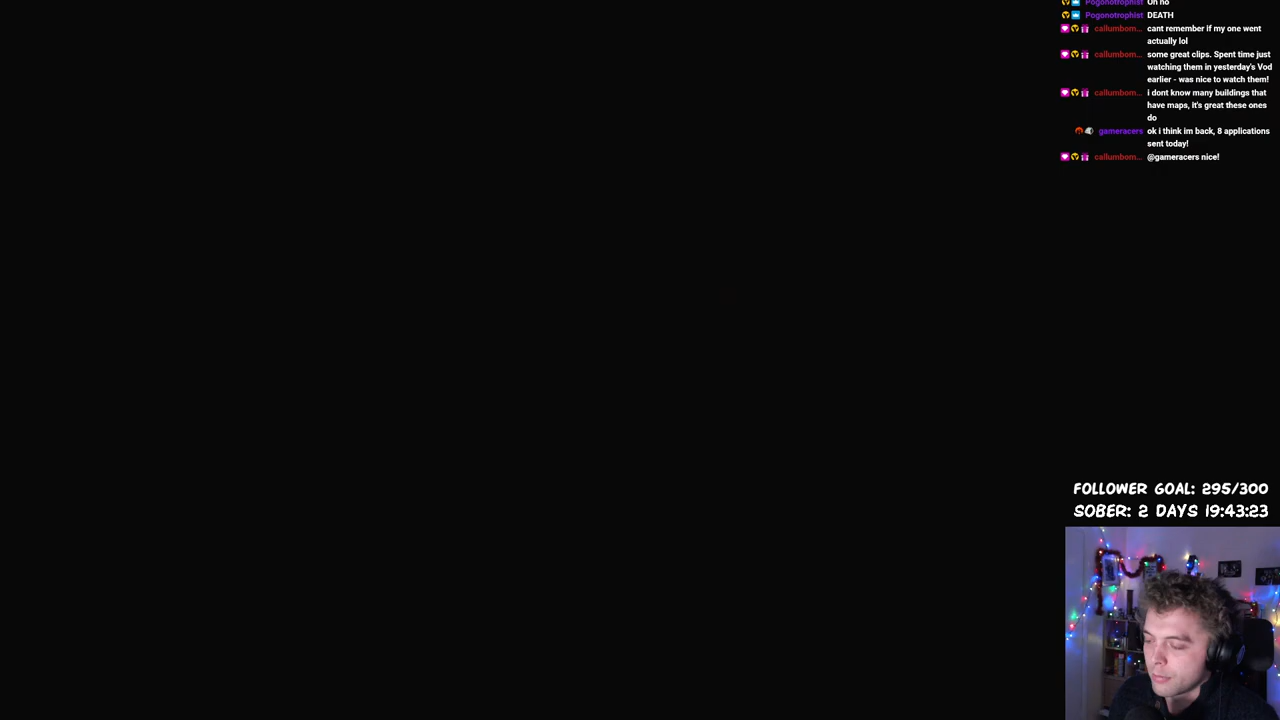 Pogonotrophist Oh no
Pogonotrophist DEATH
callumbom... cant remember if my one went
actually lol
callumbom... some great clips. Spent time just
watching them in yesterday's Vod
earlier - was nice to watch them!
callumbom... i dont know many buildings that
have maps, it's great these ones
do
gameracers ok i think im back, 8 applications
sent today!
callumbom... @gameracers nice!
FOLLOWER GOAL: 295/300
SOBER: 2 DAYS 19:43:23